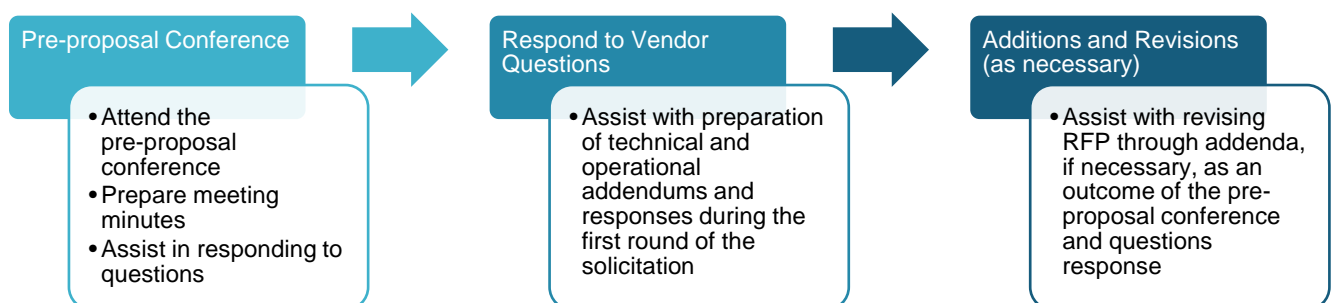 Pre-proposal Conference
•Attend the
pre-proposal
conference
•Prepare meeting
minutes
•Assist in responding to
questions
Respond to Vendor
Questions
•Assist with preparation
of technical and
operational
addendums and
responses during the
first round of the
solicitation
Additions and Revisions
(as necessary)
•Assist with revising
RFP through addenda,
if necessary, as an
outcome of the pre-
proposal conference
and questions
response